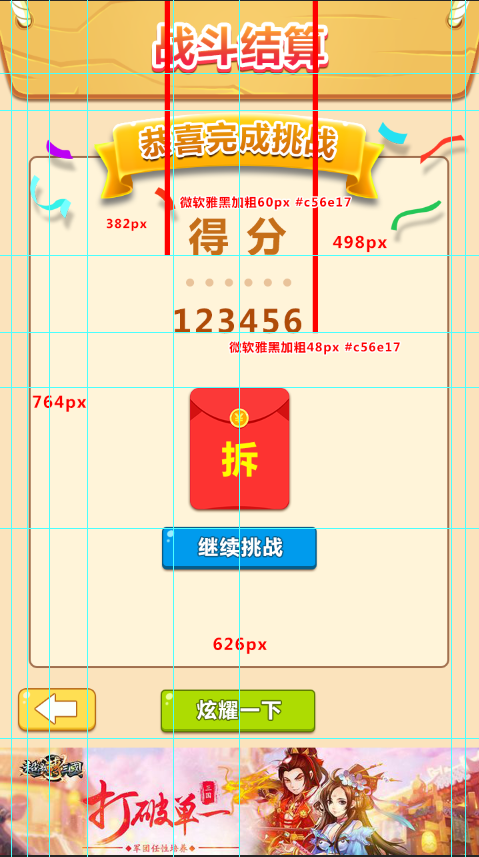 战斗结算
恭喜完成挑战
微软雅黑加粗60px #c56e17
382px
得分
498px
123456
微软雅黑加粗48px #c56e17
764px
拆
继续挑战
626px
炫耀一下
三国
打破单一
军团任性培养